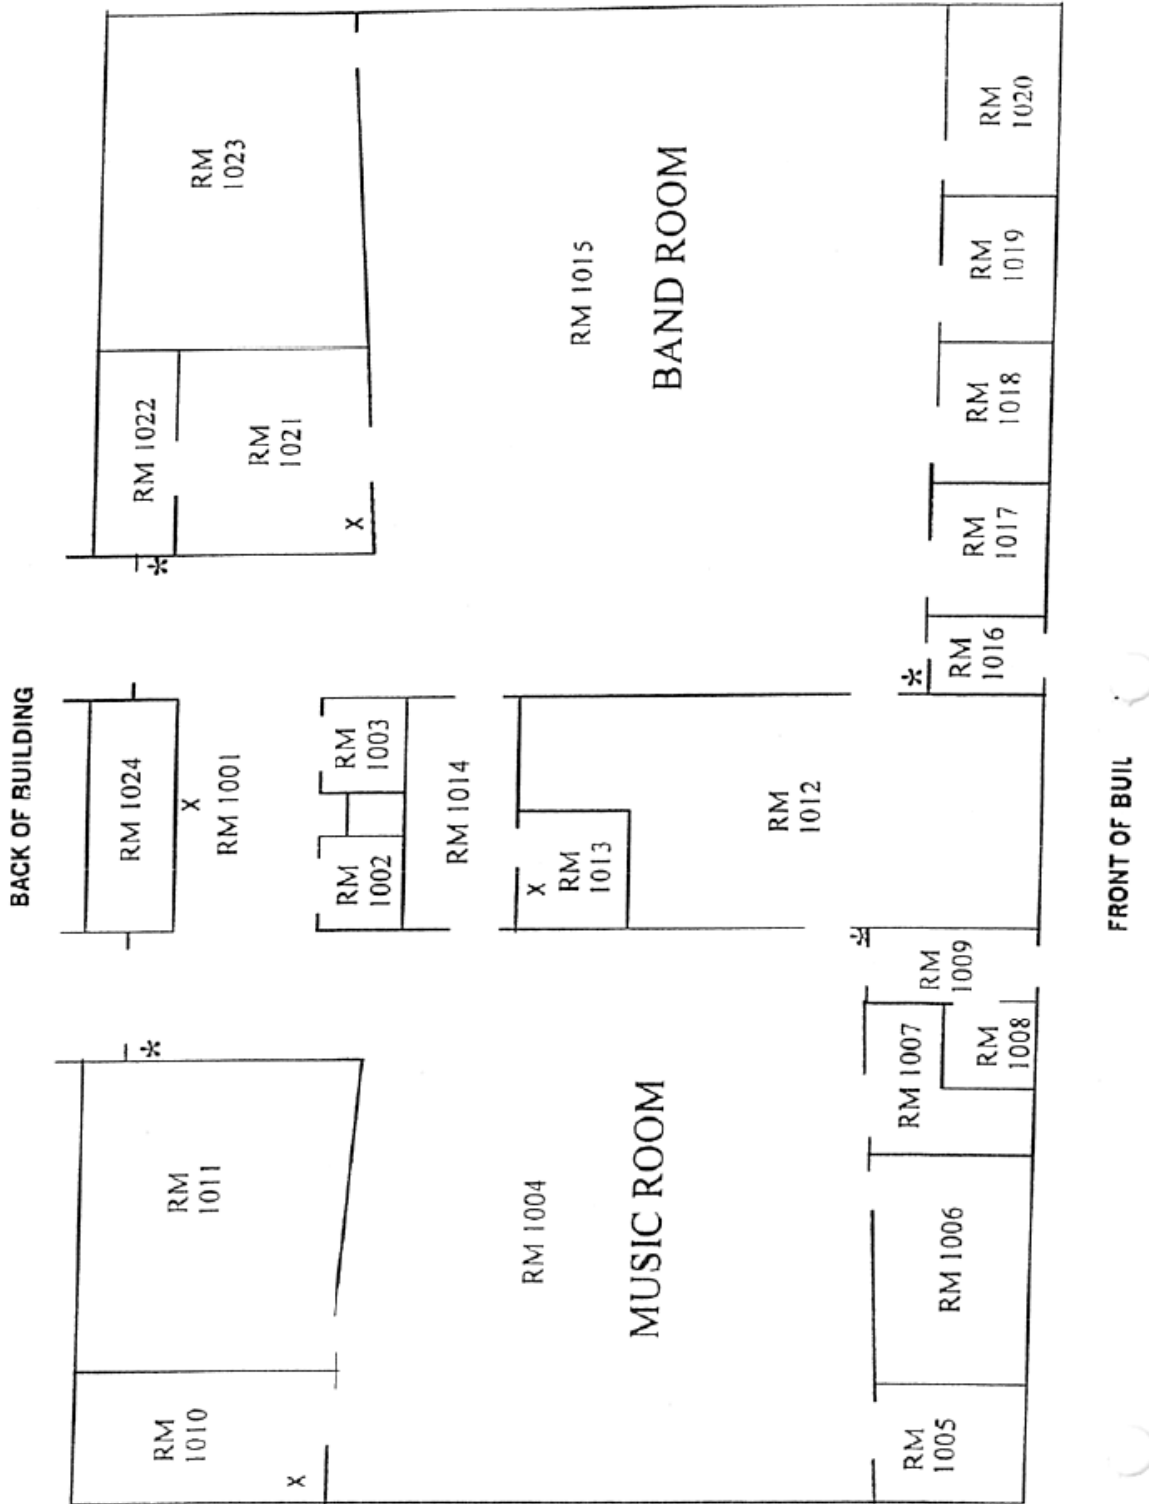 BACK OF BUILDING
RM 1024
RM 1022
*
*
RM
1010
RM
1011
X
RM 1001
RM
1023
RM
1021
X
X
RM
1002
RM
1003
RM 1014
RM 1004
X
RM
1013
RM 1015
MUSIC ROOM
BAND ROOM
RM
1012
*
*
RM
1005
RM 1006
RM 1007
RM
1008
RM
1009
RM
1016
RM
1017
RM
1018
RM
1019
RM
1020
FRONT OF BUIL